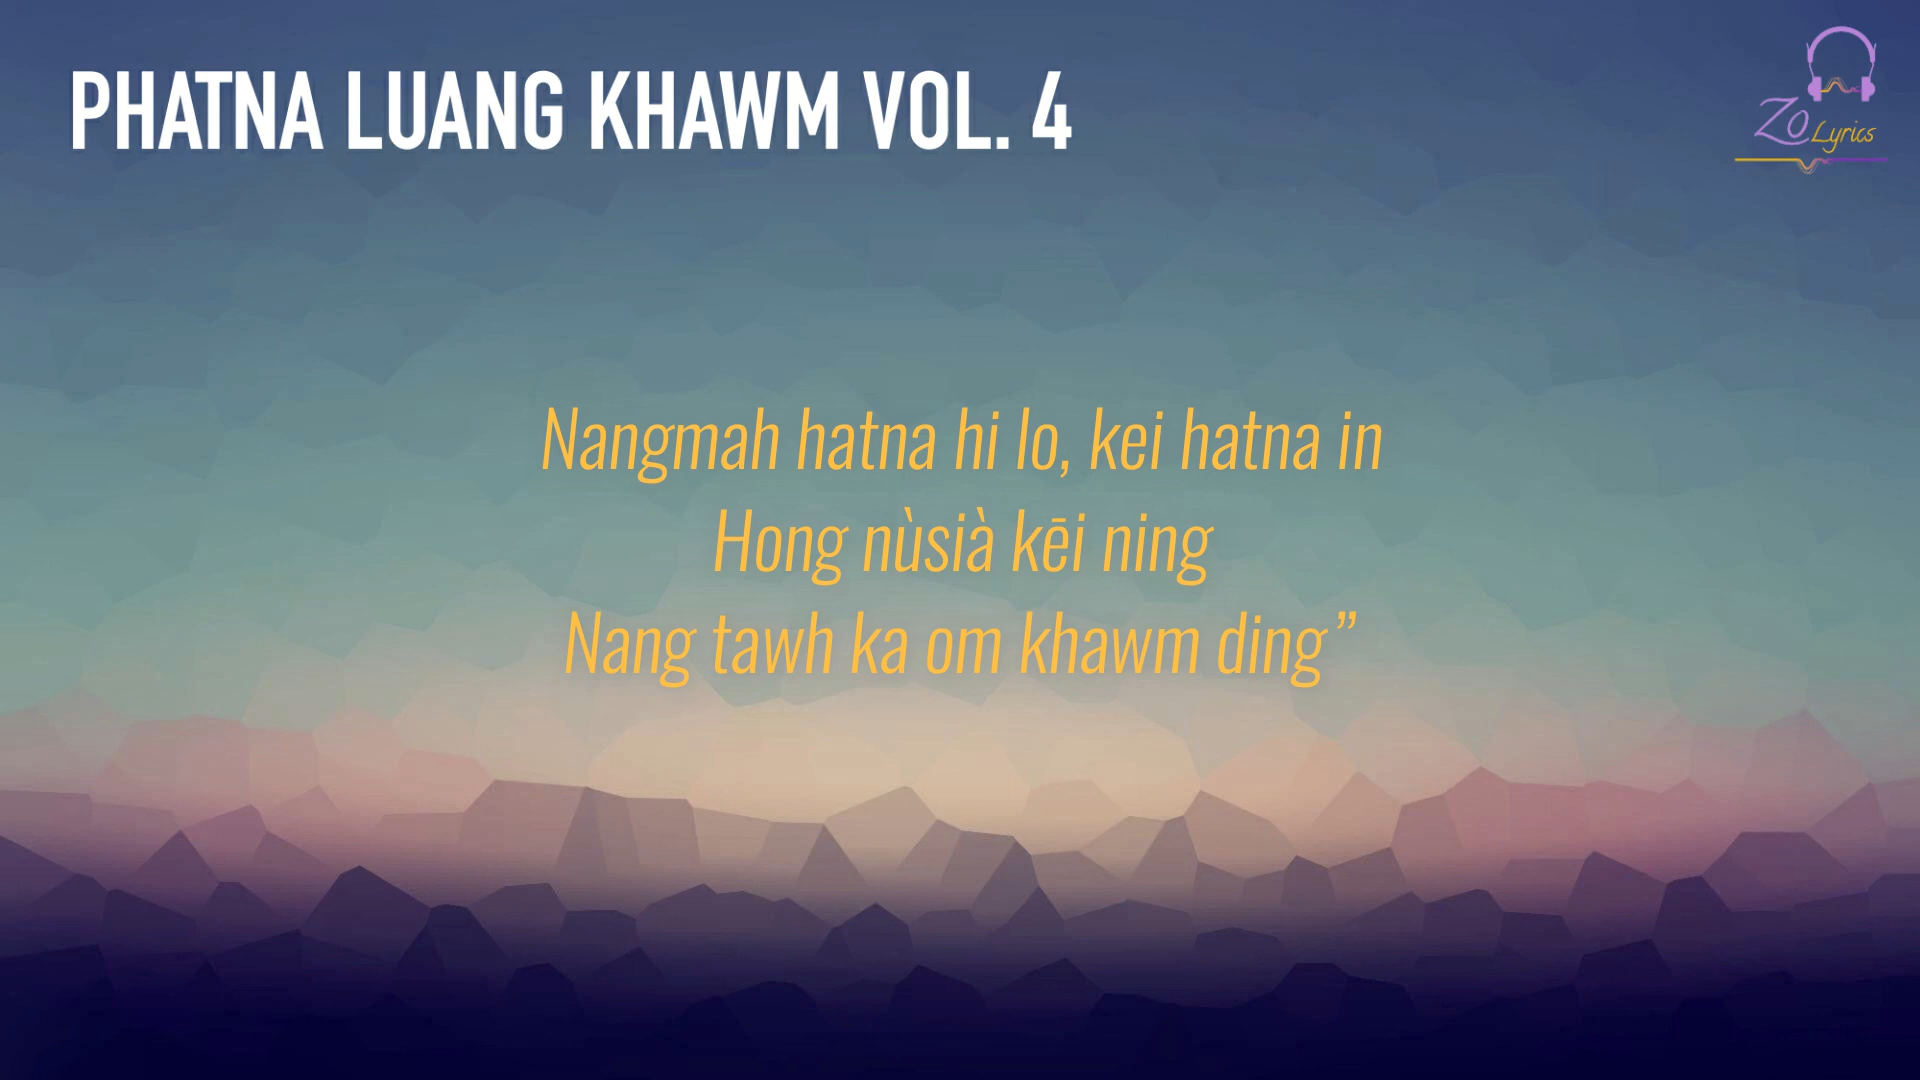 PHATNA LUANG KHAWM VOL. 4
Zo Lyrics
Nangmah hatna hi lo, kei hatna in
Hong nùsià kēi ning
Nang tawh ka om khawm ding”